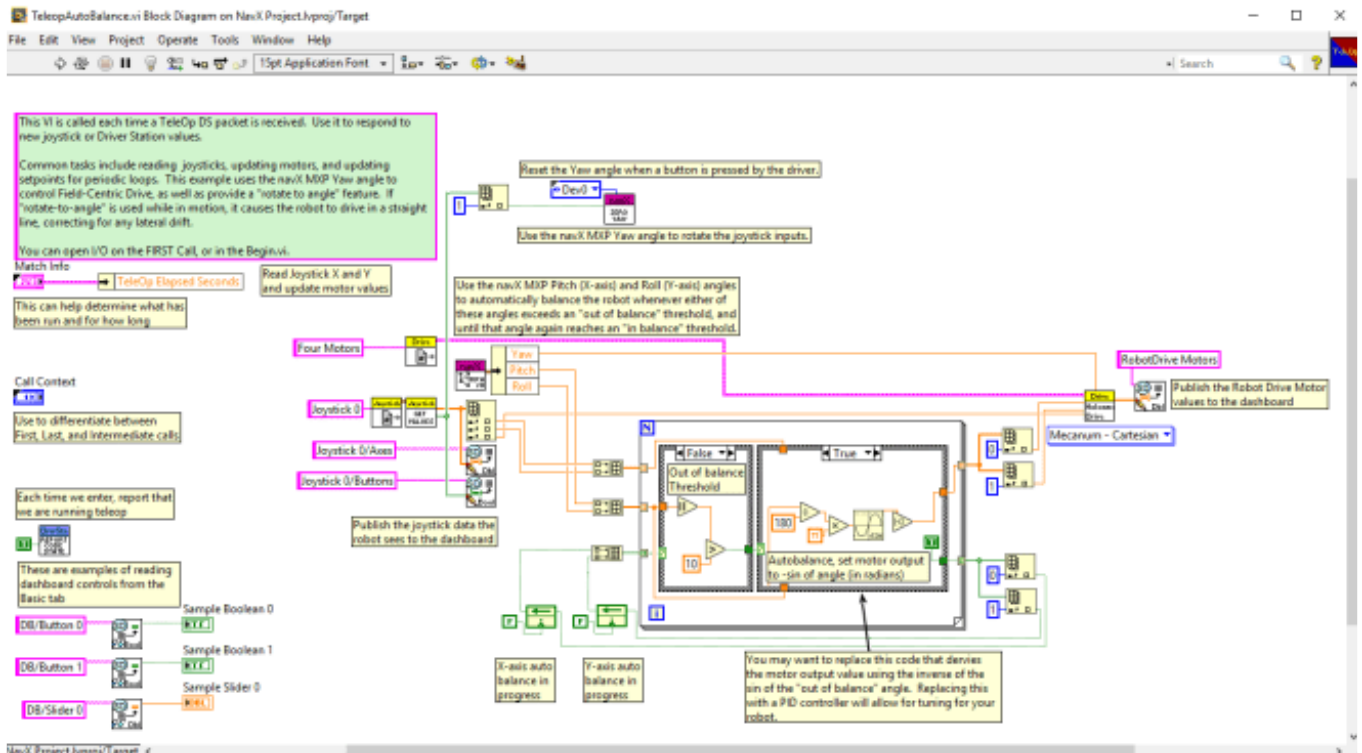 TeleopAutoBalance.vi Block Diagram on NavX Project.lvproj/Target
File Edit View Project Operate Tools Window Help
15pt Application Font
Search
This VI is called each time a TeleOp DS packet is received. Use it to respond to
new joystick or Driver Station values.
Common tasks include reading joysticks, updating motors, and updating
setpoints for periodic loops. This example uses the navX MXP Yaw angle to
control Field-Centric Drive, as well as provide a "rotate to angle" feature. If
"rotate-to-angle" is used while in motion, it causes the robot to drive in a straight
line, correcting for any lateral drift.
You can open I/O on the FIRST Call, or in the Begin.vi.
Match Info
TeleOp Elapsed Seconds
Read Joystick X and Y
and update motor values
This can help determine what has
been run and for how long
Reset the Yaw angle when a button is pressed by the driver.
Dev0
1
ZERO
YAW
Use the navX MXP Yaw angle to rotate the joystick inputs.
Use the navX MXP Pitch (X-axis) and Roll (Y-axis) angles
to automatically balance the robot whenever either of
these angles exceeds an "out of balance" threshold, and
until that angle again reaches an "in balance" threshold.
Four Motors
Yaw
Pitch
Roll
RobotDrive Motors
Publish the Robot Drive Motor
values to the dashboard
Mecanum - Cartesian
Call Context
Use to differentiate between
First, Last, and Intermediate calls
Joystick 0
Joystick 0/Axes
Joystick 0/Buttons
Publish the joystick data the
robot sees to the dashboard
N
False
Out of balance
Threshold
10
True
180
Autobalance, set motor output
to -sin of angle (in radians)
i
0
1
0
1
Each time we enter, report that
we are running teleop
These are examples of reading
dashboard controls from the
Basic tab
DB/Button 0
Sample Boolean 0
DB/Button 1
Sample Boolean 1
DB/Slider 0
Sample Slider 0
F
F
X-axis auto
balance in
progress
Y-axis auto
balance in
progress
You may want to replace this code that dervies
the motor output value using the inverse of the
sin of the "out of balance" angle. Replacing this
with a PID controller will allow for tuning for your
robot.
NavX Project.lvproj/Target